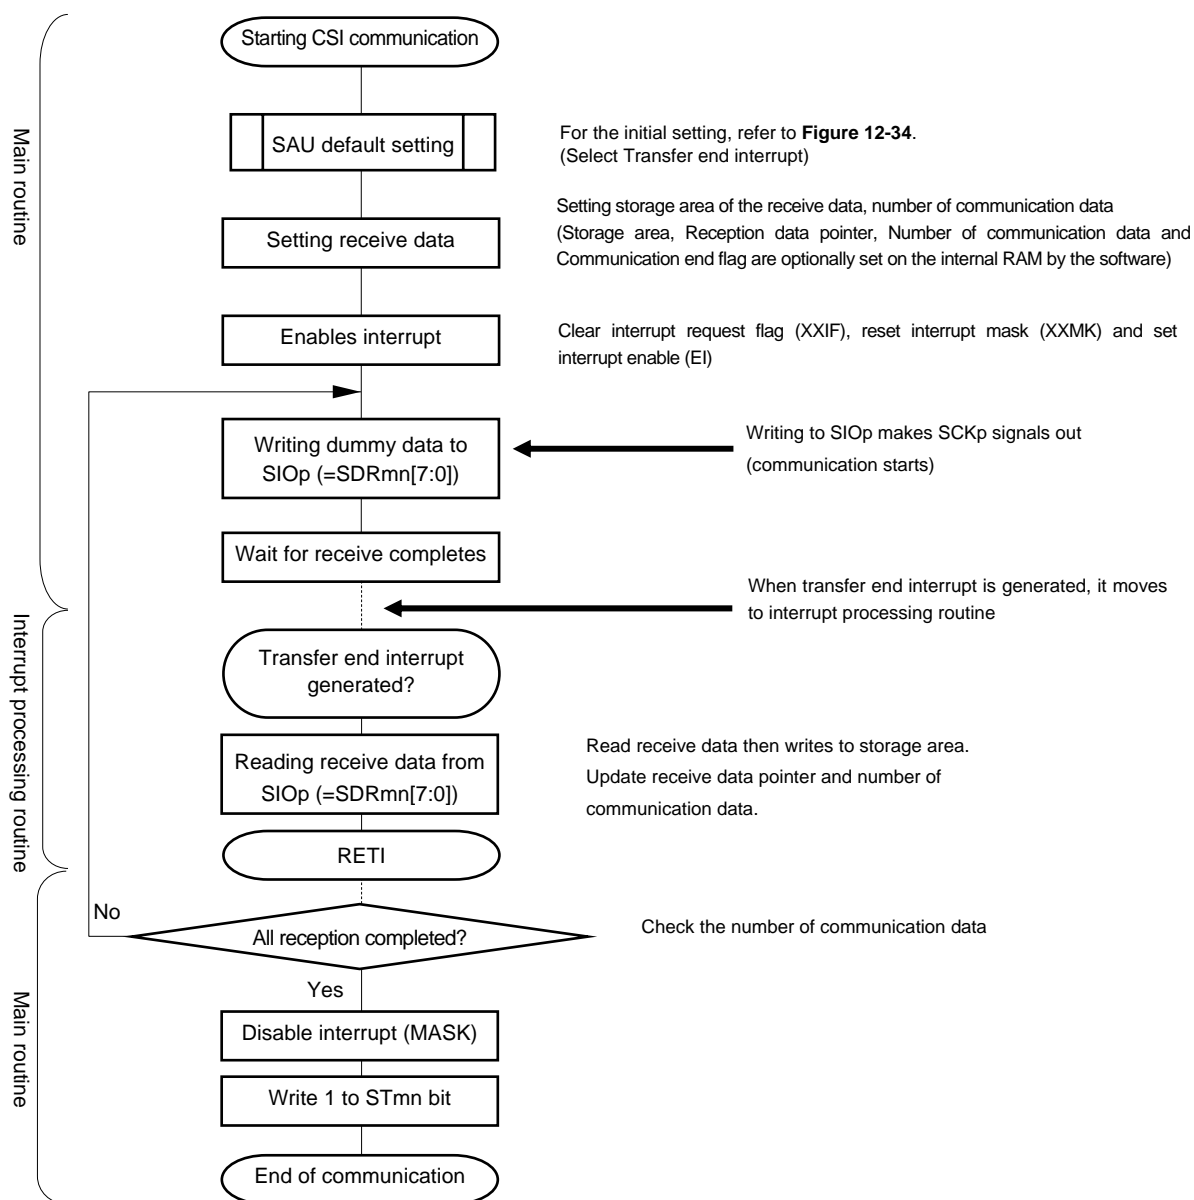 Starting CSI communication
Main routine
SAU default setting
For the initial setting, refer to Figure 12-34.
(Select Transfer end interrupt)
Setting receive data
Setting storage area of the receive data, number of communication data
(Storage area, Reception data pointer, Number of communication data and
Communication end flag are optionally set on the internal RAM by the software)
Enables interrupt
Clear interrupt request flag (XXIF), reset interrupt mask (XXMK) and set
interrupt enable (EI)
Writing dummy data to
SIOp (=SDRmn[7:0])
Writing to SIOp makes SCKp signals out
(communication starts)
Wait for receive completes
When transfer end interrupt is generated, it moves
to interrupt processing routine
Interrupt processing routine
Transfer end interrupt
generated?
Reading receive data from
SIOp (=SDRmn[7:0])
Read receive data then writes to storage area.
Update receive data pointer and number of
communication data.
RETI
No
All reception completed?
Check the number of communication data
Yes
Main routine
Disable interrupt (MASK)
Write 1 to STmn bit
End of communication